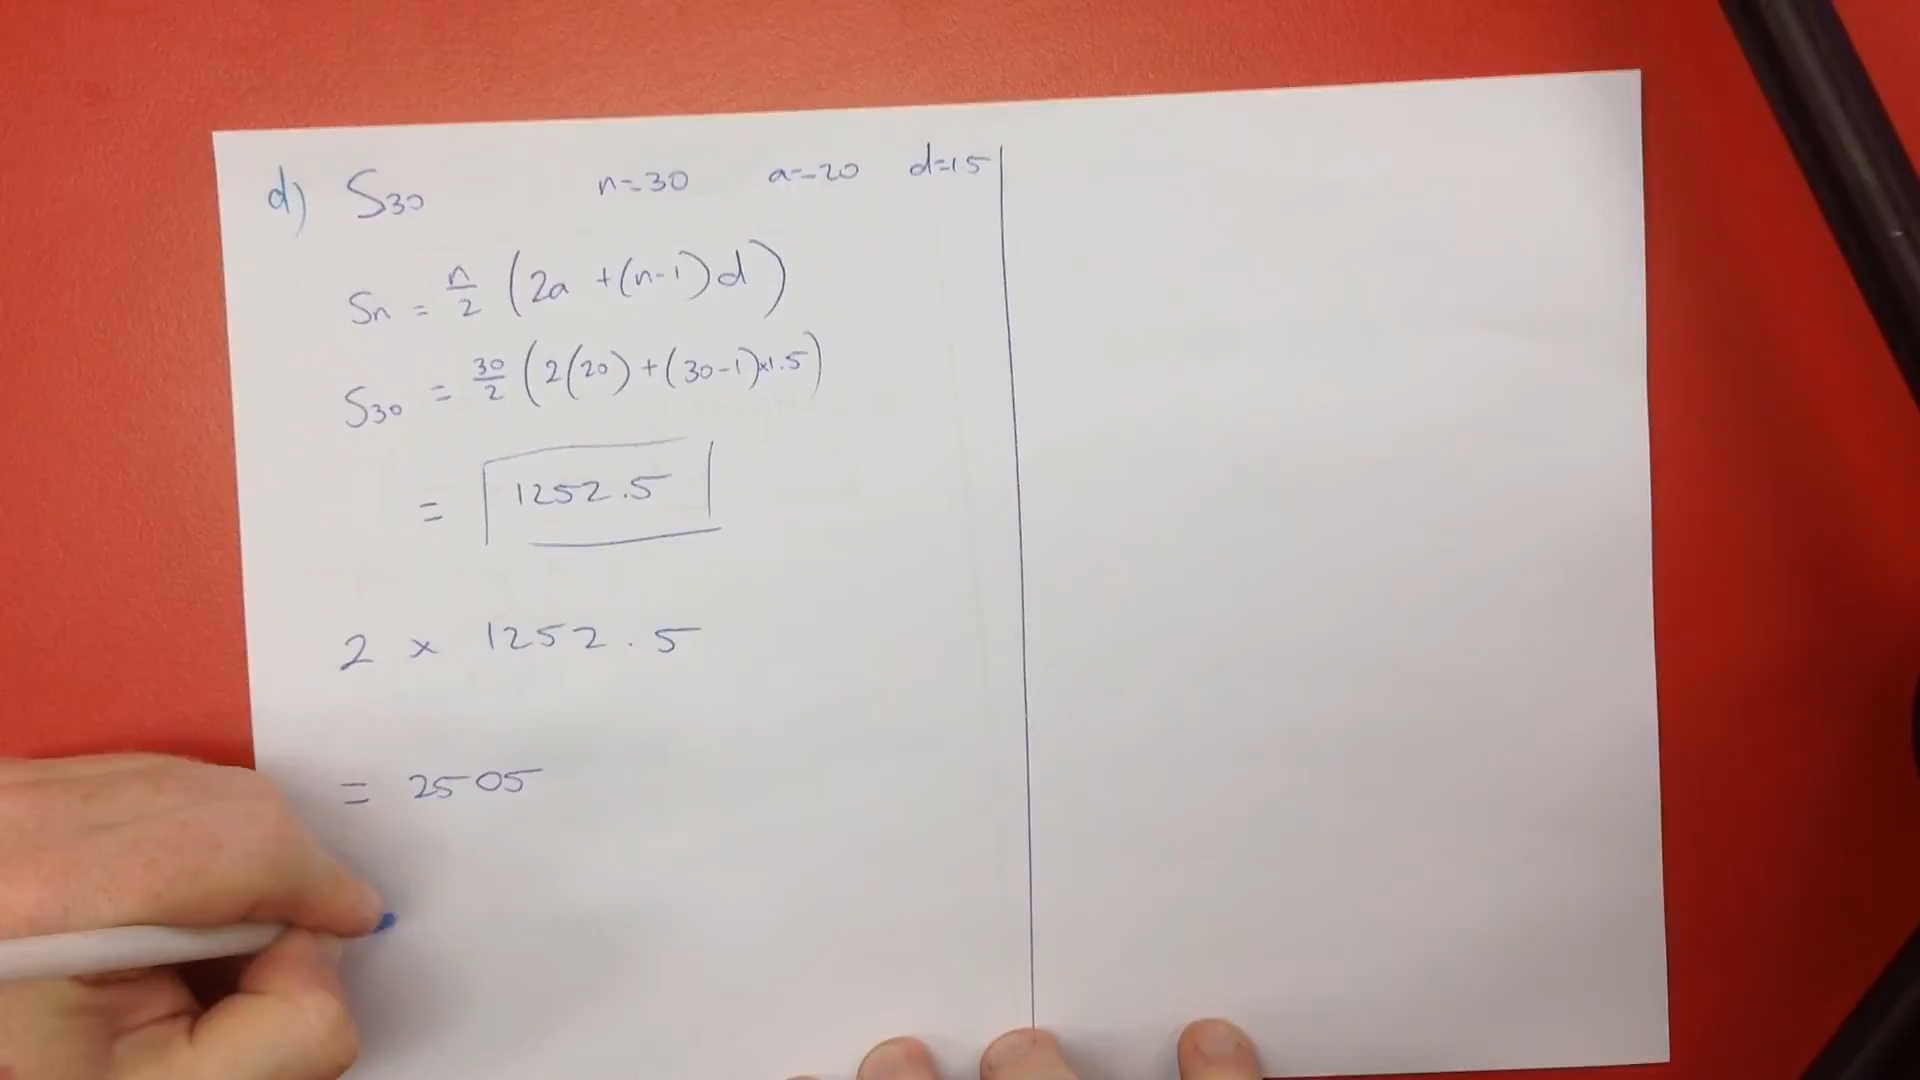 d) S₃₀ n=30 a=20 d=1.5
Sn = n/2 (2a +(n-1)d)
S₃₀ = 30/2 (2(20)+(30-1)×1.5)
= 1252.5
2 × 1252.5
= 2505